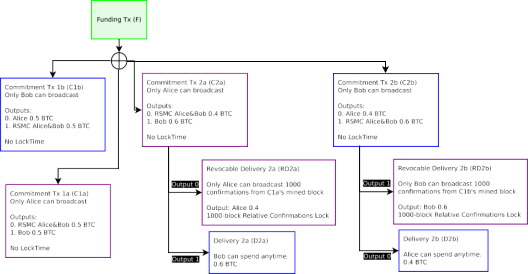 Funding Tx (F)
Commitment Tx 1b (C1b)
Only Bob can broadcast
Outputs:
0. Alice 0.5 BTC
1. RSMC Alice&Bob 0.5 BTC
No LockTime
Commitment Tx 2a (C2a)
Only Alice can broadcast
Outputs:
0. RSMC Alice&Bob 0.4 BTC
1. Bob 0.6 BTC
No LockTime
Commitment Tx 2b (C2b)
Only Bob can broadcast
Outputs:
0. Alice 0.4 BTC
1. RSMC Alice&Bob 0.6 BTC
No LockTime
Commitment Tx 1a (C1a)
Only Alice can broadcast
Outputs:
0. RSMC Alice&Bob 0.5 BTC
1. Bob 0.5 BTC
No LockTime
Output 0
Revocable Delivery 2a (RD2a)
Only Alice can broadcast 1000
confirmations from C1a's mined block
Output: Alice 0.4
1000-block Relative Confirmations Lock
Output 1
Delivery 2a (D2a)
Bob can spend anytime.
0.6 BTC
Output 1
Revocable Delivery 2b (RD2b)
Only Bob can broadcast 1000
confirmations from C1b's mined block
Output: Bob 0.6
1000-block Relative Confirmations Lock
Output 0
Delivery 2b (D2b)
Alice can spend anytime.
0.4 BTC